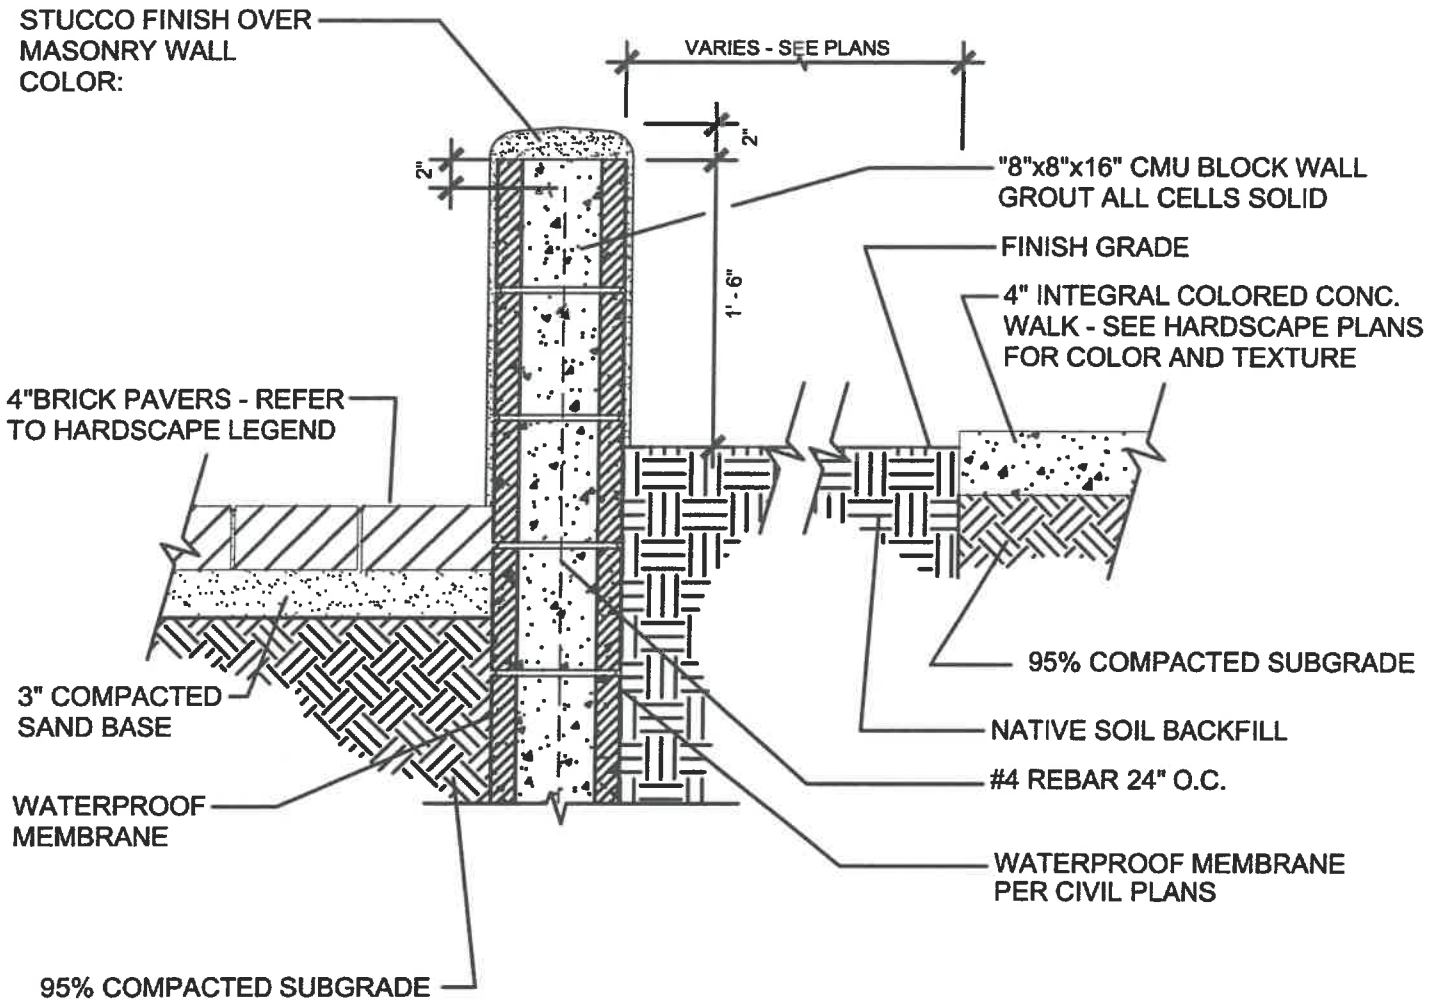 STUCCO FINISH OVER
MASONRY WALL
COLOR:
VARIES - SEE PLANS
2"
2"
1' - 6"
"8"x8"x16" CMU BLOCK WALL
GROUT ALL CELLS SOLID
FINISH GRADE
4" INTEGRAL COLORED CONC.
WALK - SEE HARDSCAPE PLANS
FOR COLOR AND TEXTURE
4"BRICK PAVERS - REFER
TO HARDSCAPE LEGEND
3" COMPACTED
SAND BASE
WATERPROOF
MEMBRANE
95% COMPACTED SUBGRADE
95% COMPACTED SUBGRADE
NATIVE SOIL BACKFILL
#4 REBAR 24" O.C.
WATERPROOF MEMBRANE
PER CIVIL PLANS